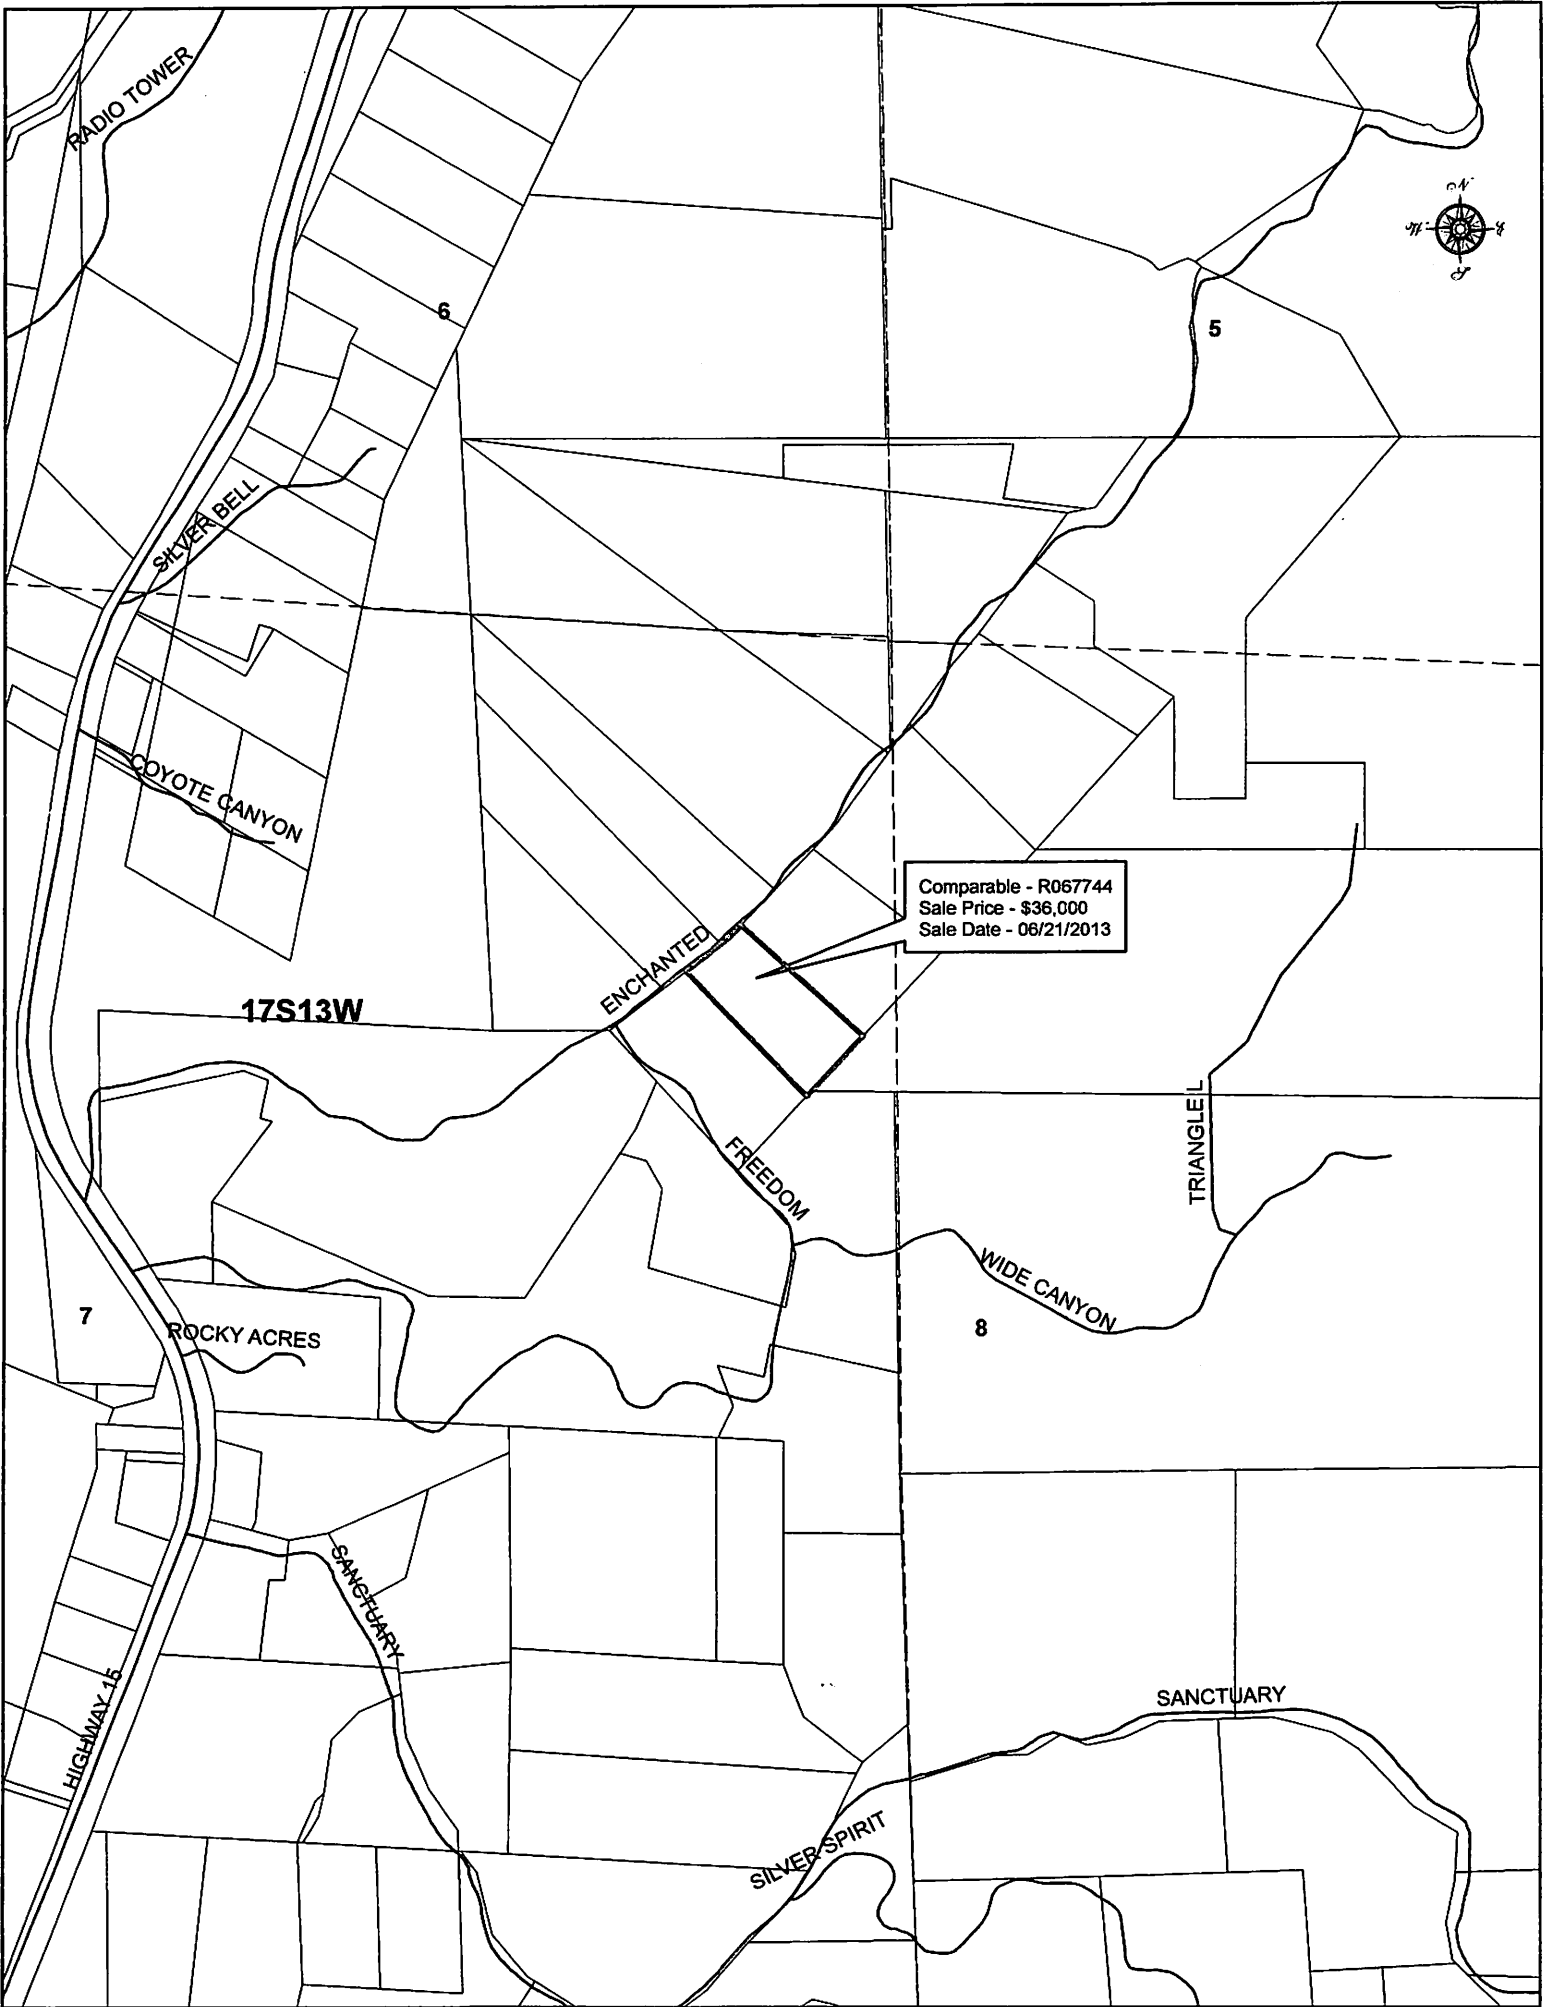 RADIO TOWER
6
5
SILVER BELL
COYOTE CANYON
Comparable - R067744
Sale Price - $36,000
Sale Date - 06/21/2013
ENCHANTED
17S13W
TRIANGLE L
FREEDOM
WIDE CANYON
7
ROCKY ACRES
8
SANCTUARY
HIGHWAY 15
SANCTUARY
SILVER SPIRIT